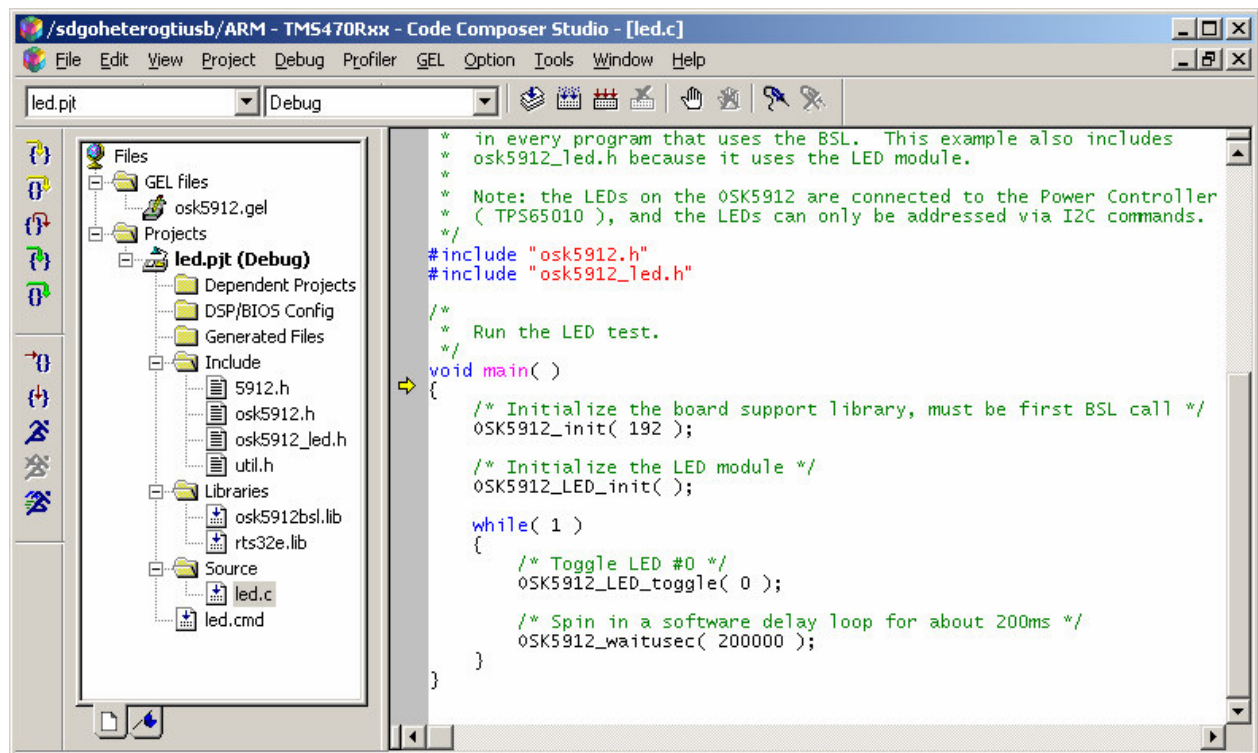 /sdgoheterogtiusb/ARM - TMS470Rxx - Code Composer Studio - [led.c]
File Edit View Project Debug Profiler GEL Option Tools Window Help
led.pjt Debug
Files
GEL files
osk5912.gel
Projects
led.pjt (Debug)
Dependent Projects
DSP/BIOS Config
Generated Files
Include
5912.h
osk5912.h
osk5912_led.h
util.h
Libraries
osk5912bsl.lib
rts32e.lib
Source
led.c
led.cmd
 *  in every program that uses the BSL.  This example also includes
 *  osk5912_led.h because it uses the LED module.
 *
 *  Note: the LEDs on the OSK5912 are connected to the Power Controller
 *  ( TPS65010 ), and the LEDs can only be addressed via I2C commands.
 */
#include "osk5912.h"
#include "osk5912_led.h"
/*
 *  Run the LED test.
 */
void main( )
{
    /* Initialize the board support library, must be first BSL call */
    OSK5912_init( 192 );
    /* Initialize the LED module */
    OSK5912_LED_init( );
    while( 1 )
    {
        /* Toggle LED #0 */
        OSK5912_LED_toggle( 0 );
        /* Spin in a software delay loop for about 200ms */
        OSK5912_waitusec( 200000 );
    }
}